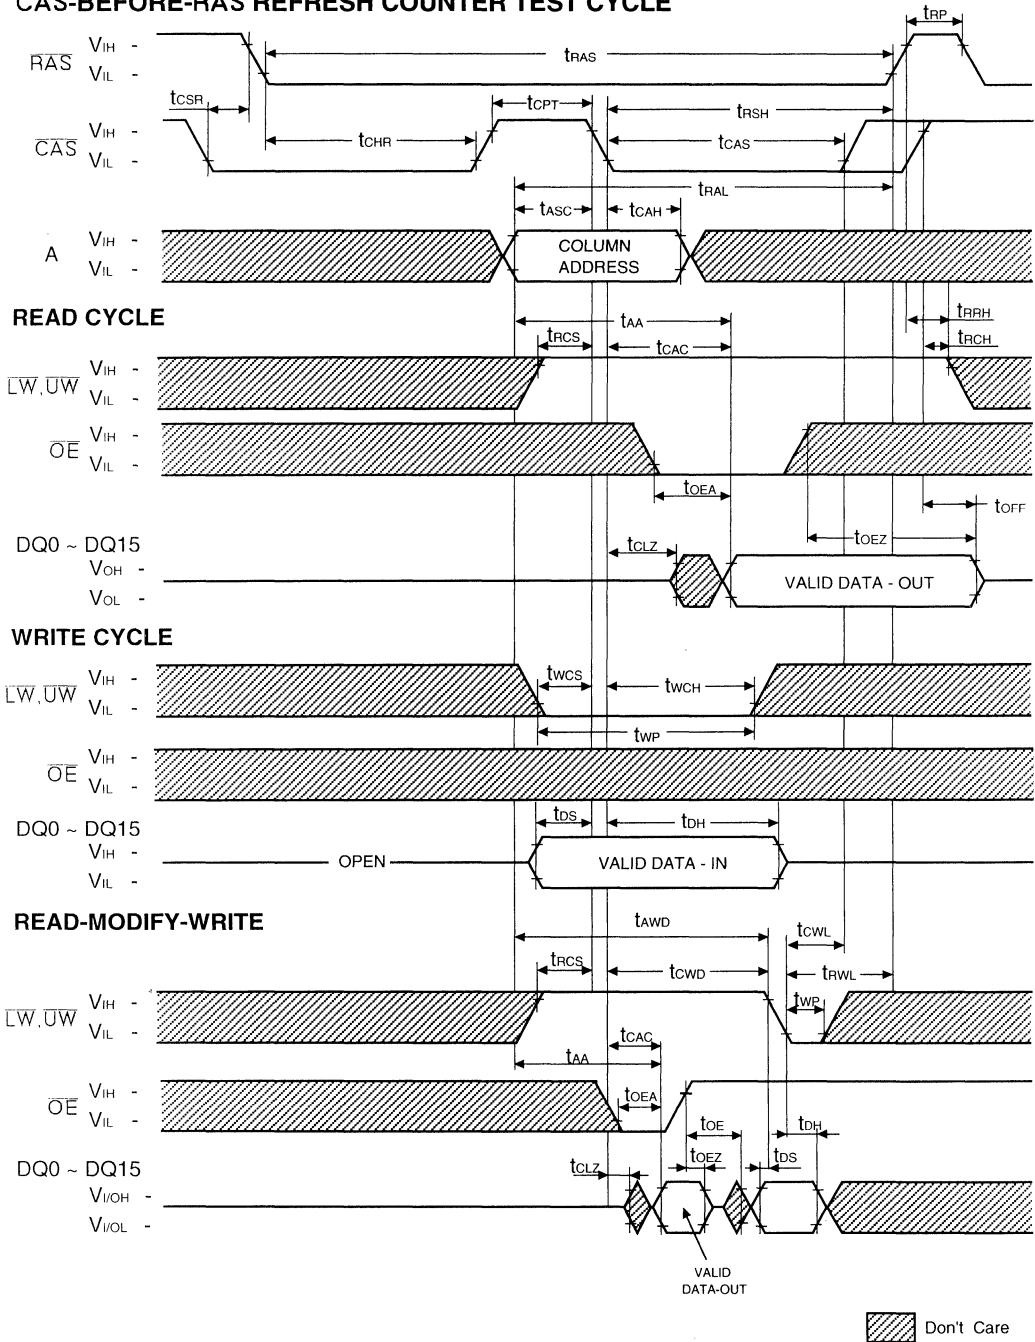 CAS-BEFORE-RAS REFRESH COUNTER TEST CYCLE
tRP
RAS VIH -
VIL -
tRAS
tCSR
tCPT
tRSH
CAS VIH -
VIL -
tCHR
tCAS
tRAL
tASC tCAH
A VIH -
VIL -
COLUMN
ADDRESS
READ CYCLE
tAA
tRRH
tRCS
tCAC
tRCH
LW, UW VIH -
VIL -
OE VIH -
VIL -
tOEA
tOFF
tOEZ
DQ0 ~ DQ15
VOH -
VOL -
tCLZ
VALID DATA - OUT
WRITE CYCLE
LW, UW VIH -
VIL -
tWCS
tWCH
tWP
OE VIH -
VIL -
DQ0 ~ DQ15
VIH -
VIL -
tDS
tDH
OPEN
VALID DATA - IN
READ-MODIFY-WRITE
tAWD
tCWL
tRCS
tCWD
tRWL
tWP
LW, UW VIH -
VIL -
tCAC
tAA
OE VIH -
VIL -
tOEA
tOE
tDH
tOEZ
tDS
DQ0 ~ DQ15
VI/OH -
VI/OL -
tCLZ
VALID
DATA-OUT
Don't Care